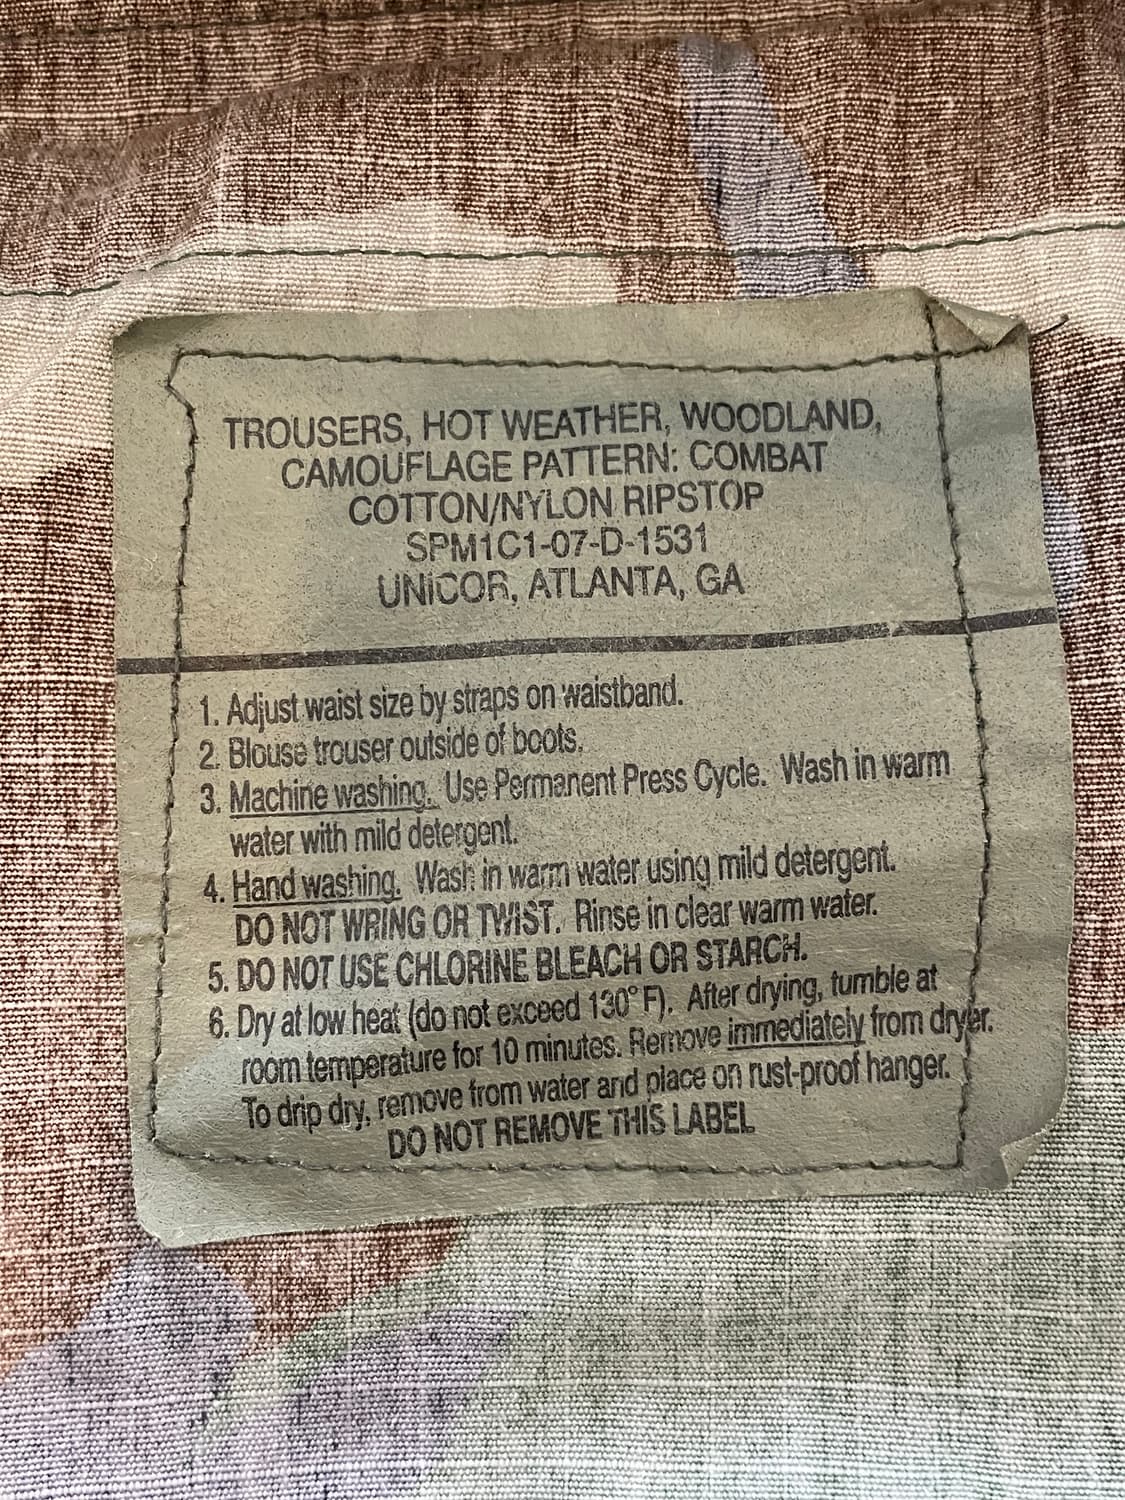 TROUSERS, HOT WEATHER, WOODLAND,
CAMOUFLAGE PATTERN: COMBAT
COTTON/NYLON RIPSTOP
SPM1C1-07-D-1531
UNICOR, ATLANTA, GA
1. Adjust waist size by straps on waistband.
2. Blouse trouser outside of boots.
3. Machine washing. Use Permanent Press Cycle. Wash in warm
water with mild detergent.
4. Hand washing. Wash in warm water using mild detergent.
DO NOT WRING OR TWIST. Rinse in clear warm water.
5. DO NOT USE CHLORINE BLEACH OR STARCH.
6. Dry at low heat (do not exceed 130° F). After drying, tumble at
room temperature for 10 minutes. Remove immediately from dryer.
To drip dry, remove from water and place on rust-proof hanger.
DO NOT REMOVE THIS LABEL